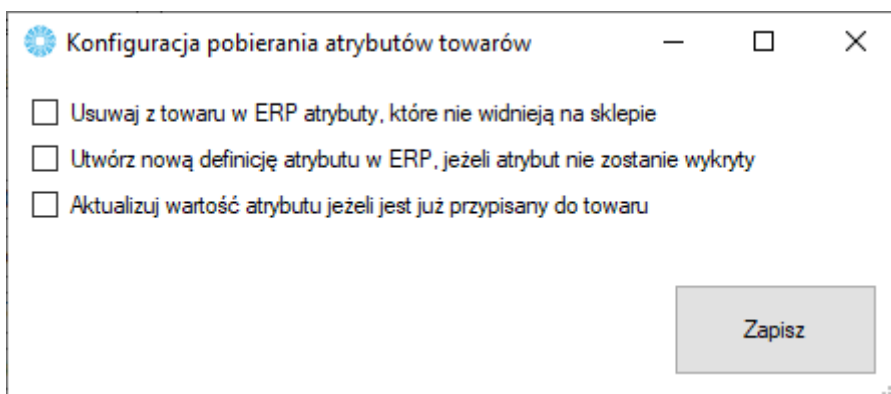 Konfiguracja pobierania atrybutów towarów
Usuwaj z towaru w ERP atrybuty, które nie widnieją na sklepie
Utwórz nową definicję atrybutu w ERP, jeżeli atrybut nie zostanie wykryty
Aktualizuj wartość atrybutu jeżeli jest już przypisany do towaru
Zapisz